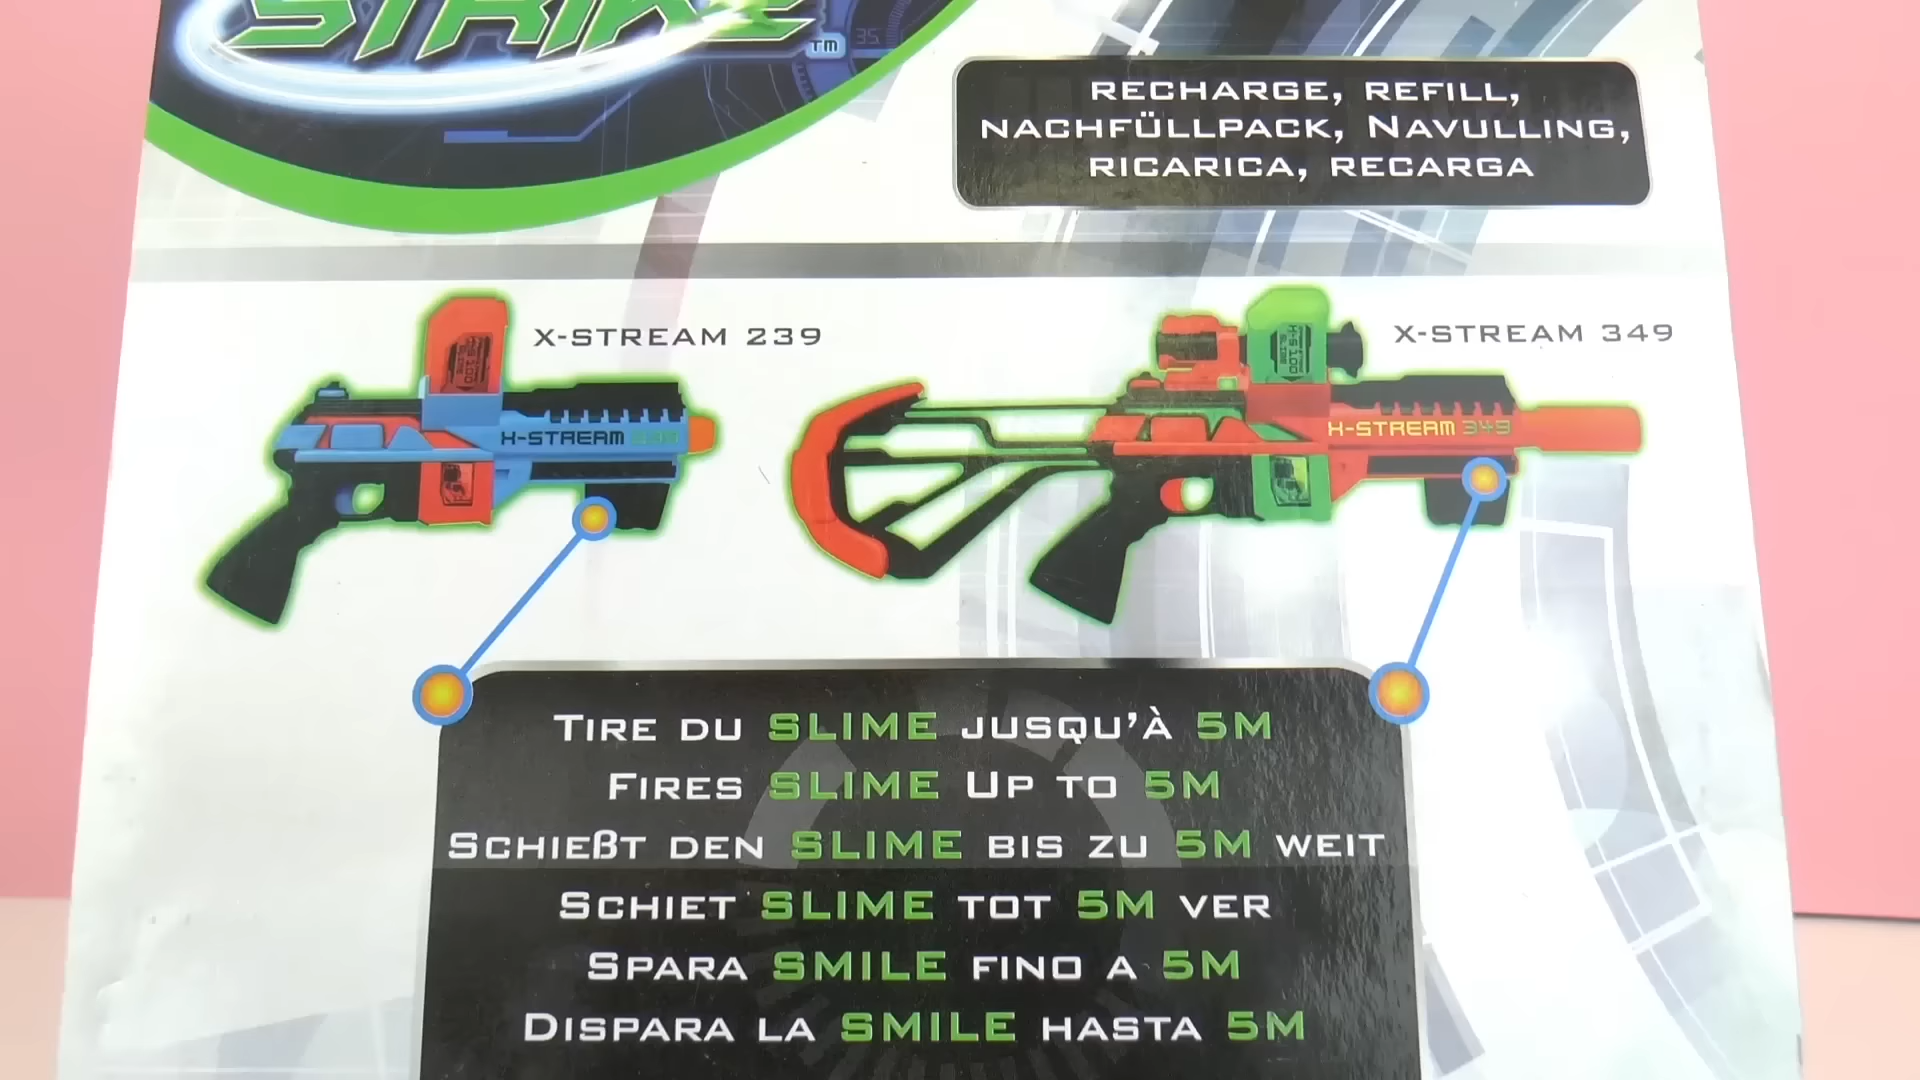 STRIKE™
RECHARGE, REFILL,
NACHFÜLLPACK, NAVULLING,
RICARICA, RECARGA
X-STREAM 239
X-STREAM 349
X-STREAM 239
X-STREAM 349
TIRE DU SLIME JUSQU'À 5M
FIRES SLIME UP TO 5M
SCHIEßT DEN SLIME BIS ZU 5M WEIT
SCHIET SLIME TOT 5M VER
SPARA SMILE FINO A 5M
DISPARA LA SMILE HASTA 5M